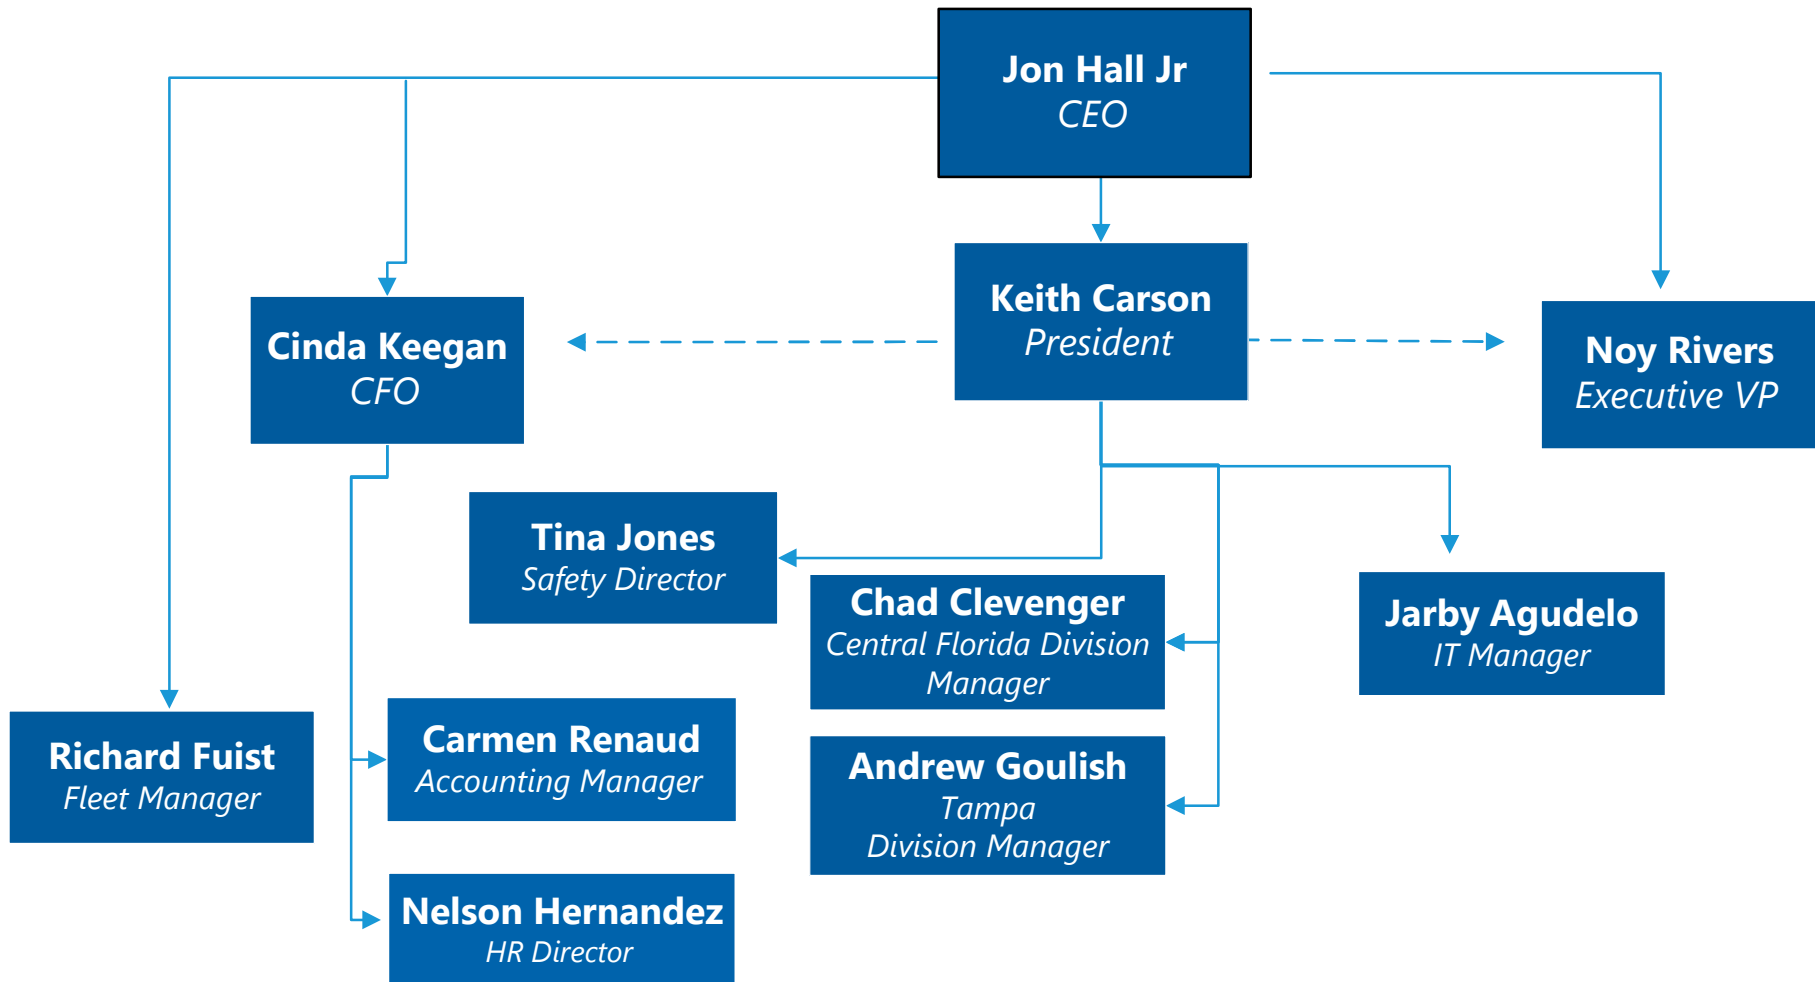 Jon Hall Jr
CEO
Keith Carson
President
Cinda Keegan
CFO
Noy Rivers
Executive VP
Tina Jones
Safety Director
Chad Clevenger
Central Florida Division
Manager
Jarby Agudelo
IT Manager
Richard Fuist
Fleet Manager
Carmen Renaud
Accounting Manager
Andrew Goulish
Tampa
Division Manager
Nelson Hernandez
HR Director